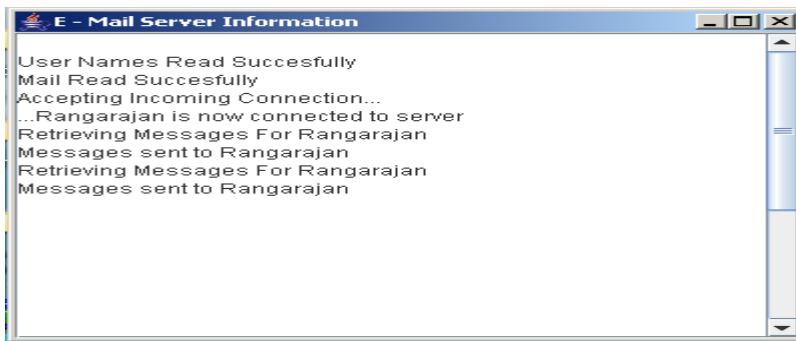 E - Mail Server Information
User Names Read Succesfully
Mail Read Succesfully
Accepting Incoming Connection...
...Rangarajan is now connected to server
Retrieving Messages For Rangarajan
Messages sent to Rangarajan
Retrieving Messages For Rangarajan
Messages sent to Rangarajan